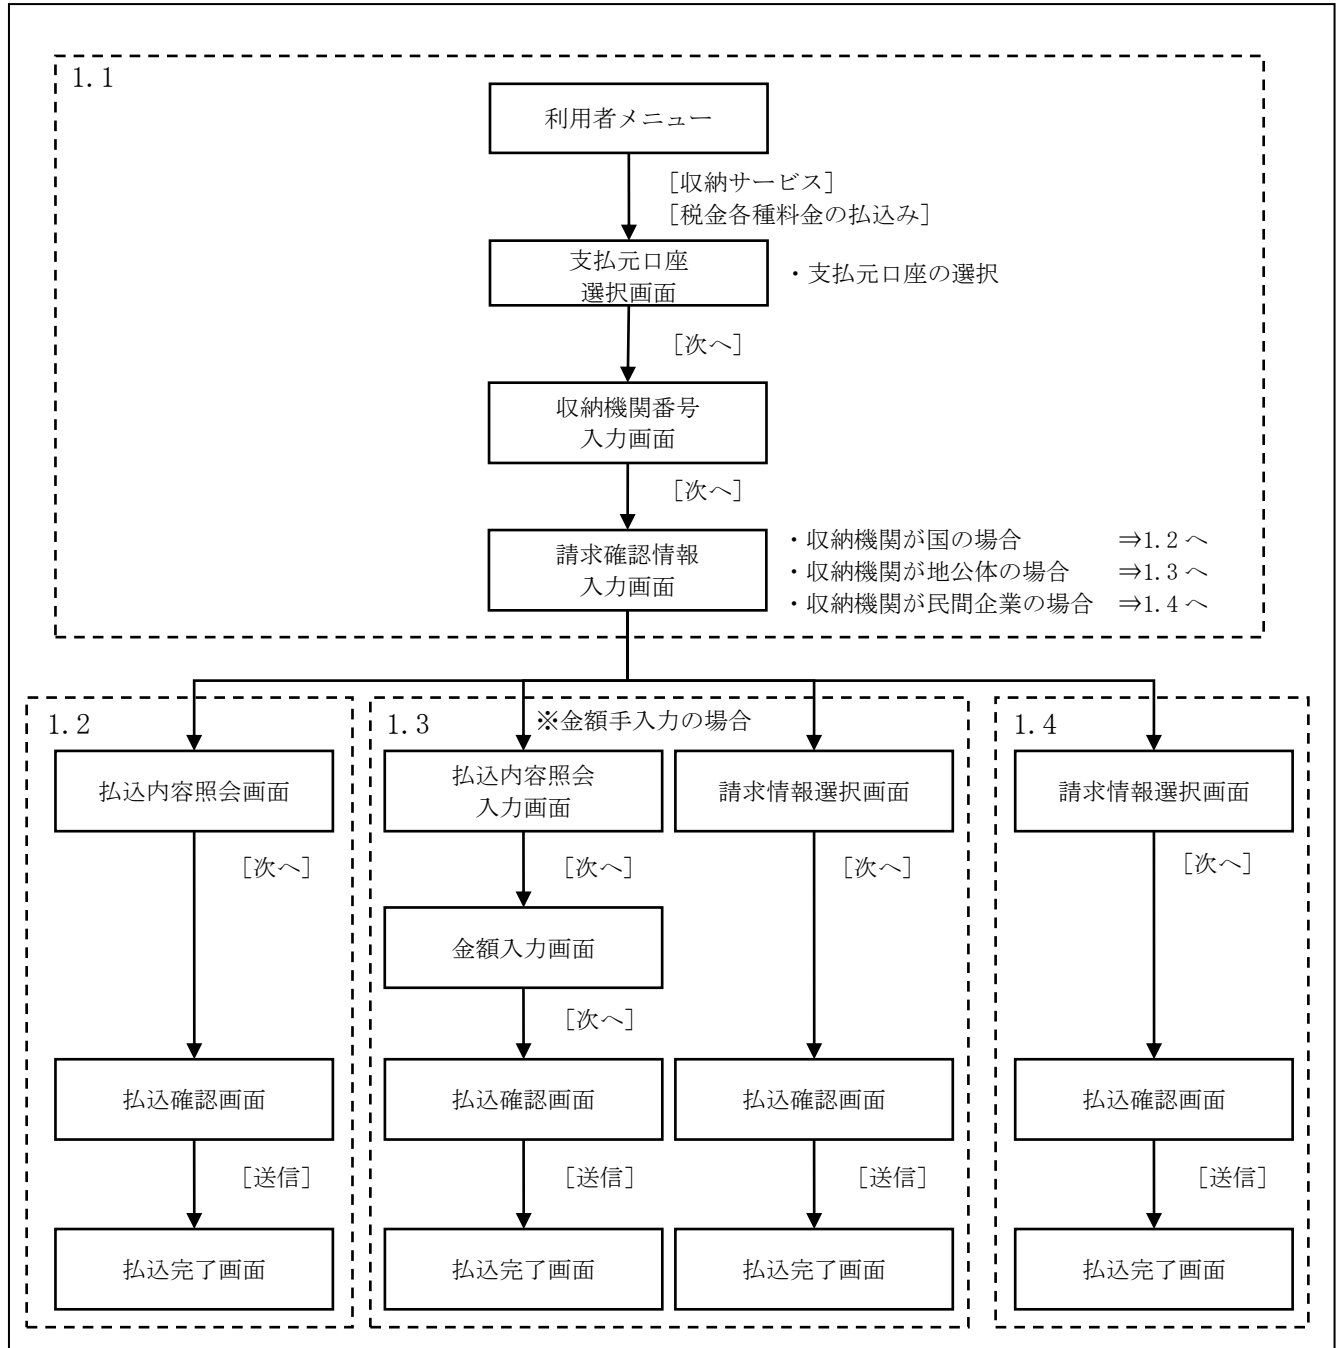 1.1
利用者メニュー
[収納サービス]
[税金各種料金の払込み]
支払元口座
選択画面
・支払元口座の選択
[次へ]
収納機関番号
入力画面
[次へ]
請求確認情報
入力画面
・収納機関が国の場合 ⇒1.2へ
・収納機関が地公体の場合 ⇒1.3へ
・収納機関が民間企業の場合 ⇒1.4へ
1.2
払込内容照会画面
[次へ]
払込確認画面
[送信]
払込完了画面
1.3
※金額手入力の場合
払込内容照会
入力画面
[次へ]
金額入力画面
[次へ]
払込確認画面
[送信]
払込完了画面
請求情報選択画面
[次へ]
払込確認画面
[送信]
払込完了画面
1.4
請求情報選択画面
[次へ]
払込確認画面
[送信]
払込完了画面